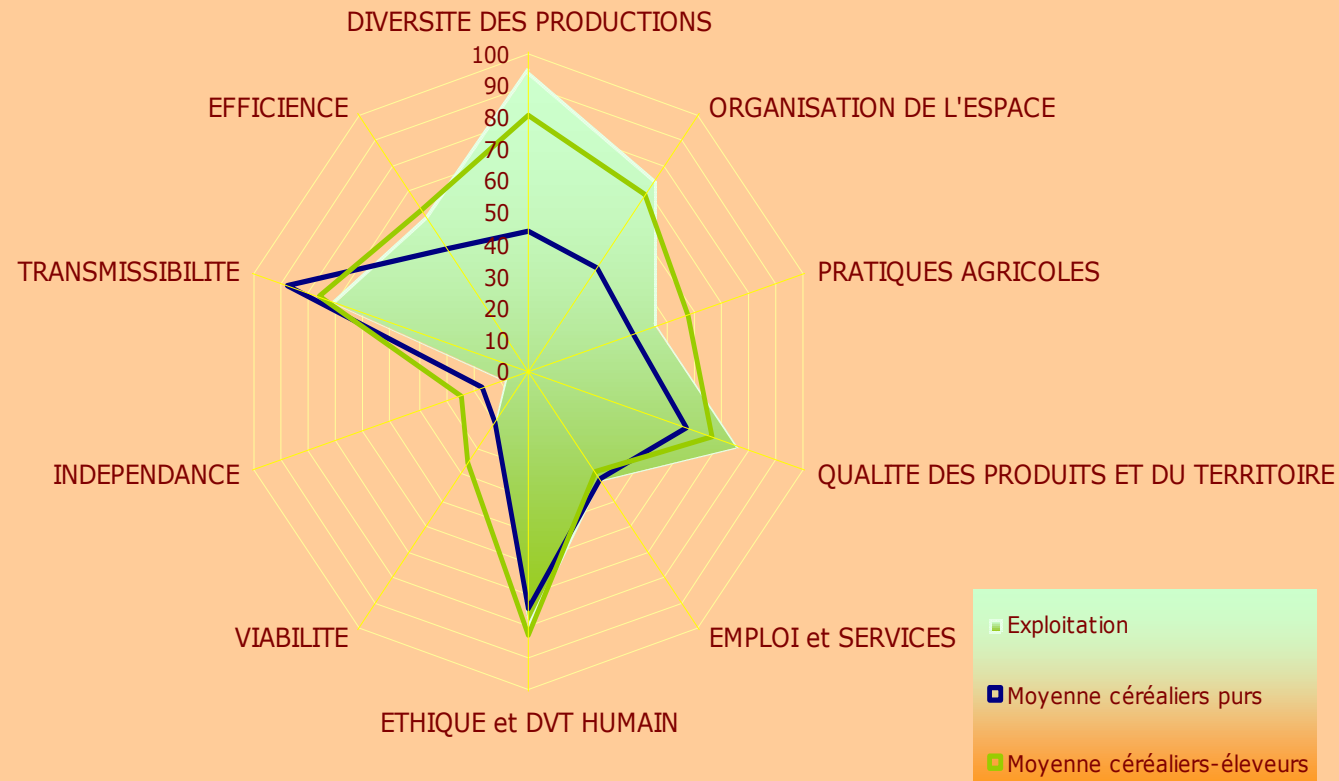 DIVERSITE DES PRODUCTIONS
100
90
EFFICIENCE
ORGANISATION DE L'ESPACE
80
70
60
50
40
TRANSMISSIBILITE
PRATIQUES AGRICOLES
30
20
10
0
INDEPENDANCE
QUALITE DES PRODUITS ET DU TERRITOIRE
VIABILITE
EMPLOI et SERVICES
ETHIQUE et DVT HUMAIN
Exploitation
Moyenne céréaliers purs
Moyenne céréaliers-éleveurs